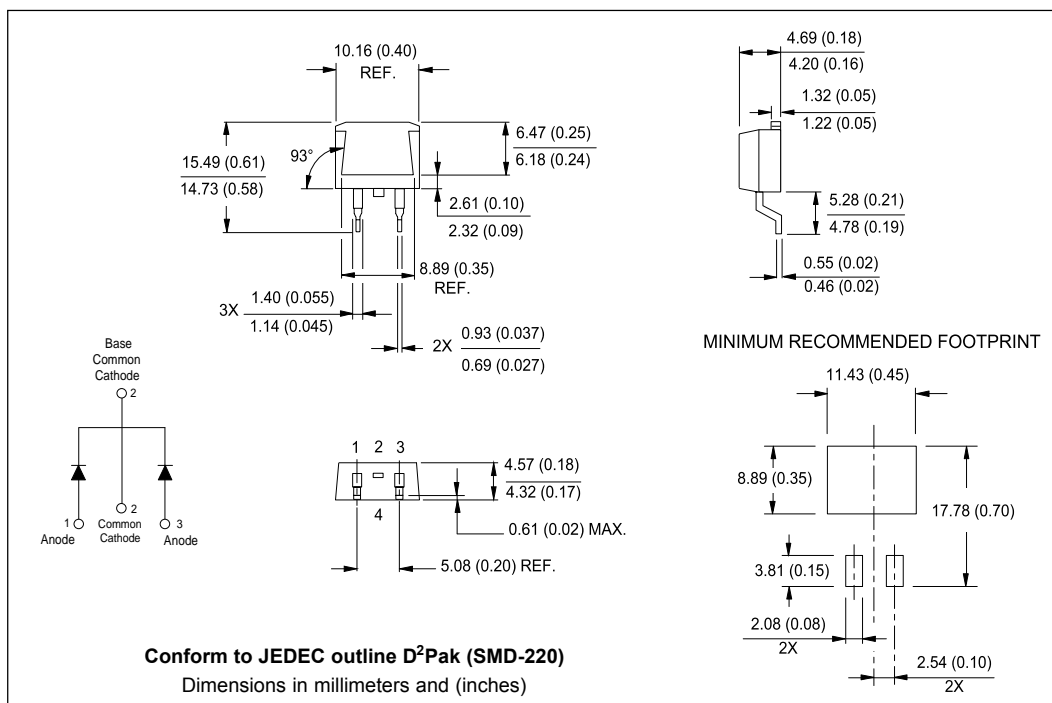 10.16 (0.40)
REF.
4.69 (0.18)
4.20 (0.16)
1.32 (0.05)
1.22 (0.05)
6.47 (0.25)
6.18 (0.24)
15.49 (0.61)
14.73 (0.58)
93°
2.61 (0.10)
2.32 (0.09)
5.28 (0.21)
4.78 (0.19)
8.89 (0.35)
REF.
0.55 (0.02)
0.46 (0.02)
3X
1.40 (0.055)
1.14 (0.045)
2X
0.93 (0.037)
0.69 (0.027)
MINIMUM RECOMMENDED FOOTPRINT
11.43 (0.45)
8.89 (0.35)
17.78 (0.70)
3.81 (0.15)
2.08 (0.08)
2X
2.54 (0.10)
2X
Base
Common
Cathode
2
1
Anode
2
Common
Cathode
3
Anode
1 2 3
4
4.57 (0.18)
4.32 (0.17)
0.61 (0.02) MAX.
5.08 (0.20) REF.
Conform to JEDEC outline D²Pak (SMD-220)
Dimensions in millimeters and (inches)